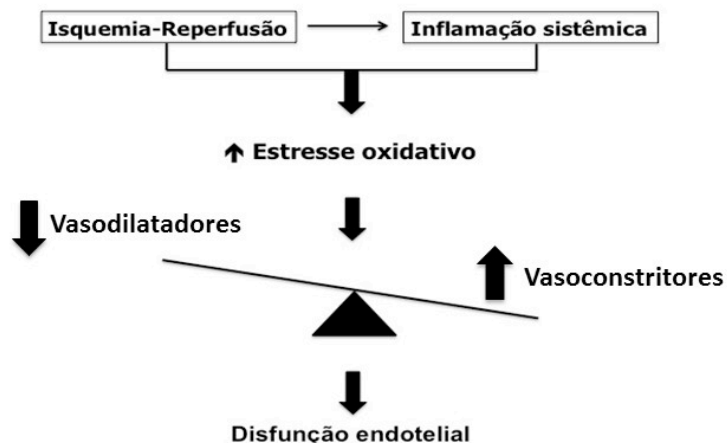 Isquemia-Reperfusão
Inflamação sistêmica
↑ Estresse oxidativo
Vasodilatadores
Vasoconstritores
Disfunção endotelial